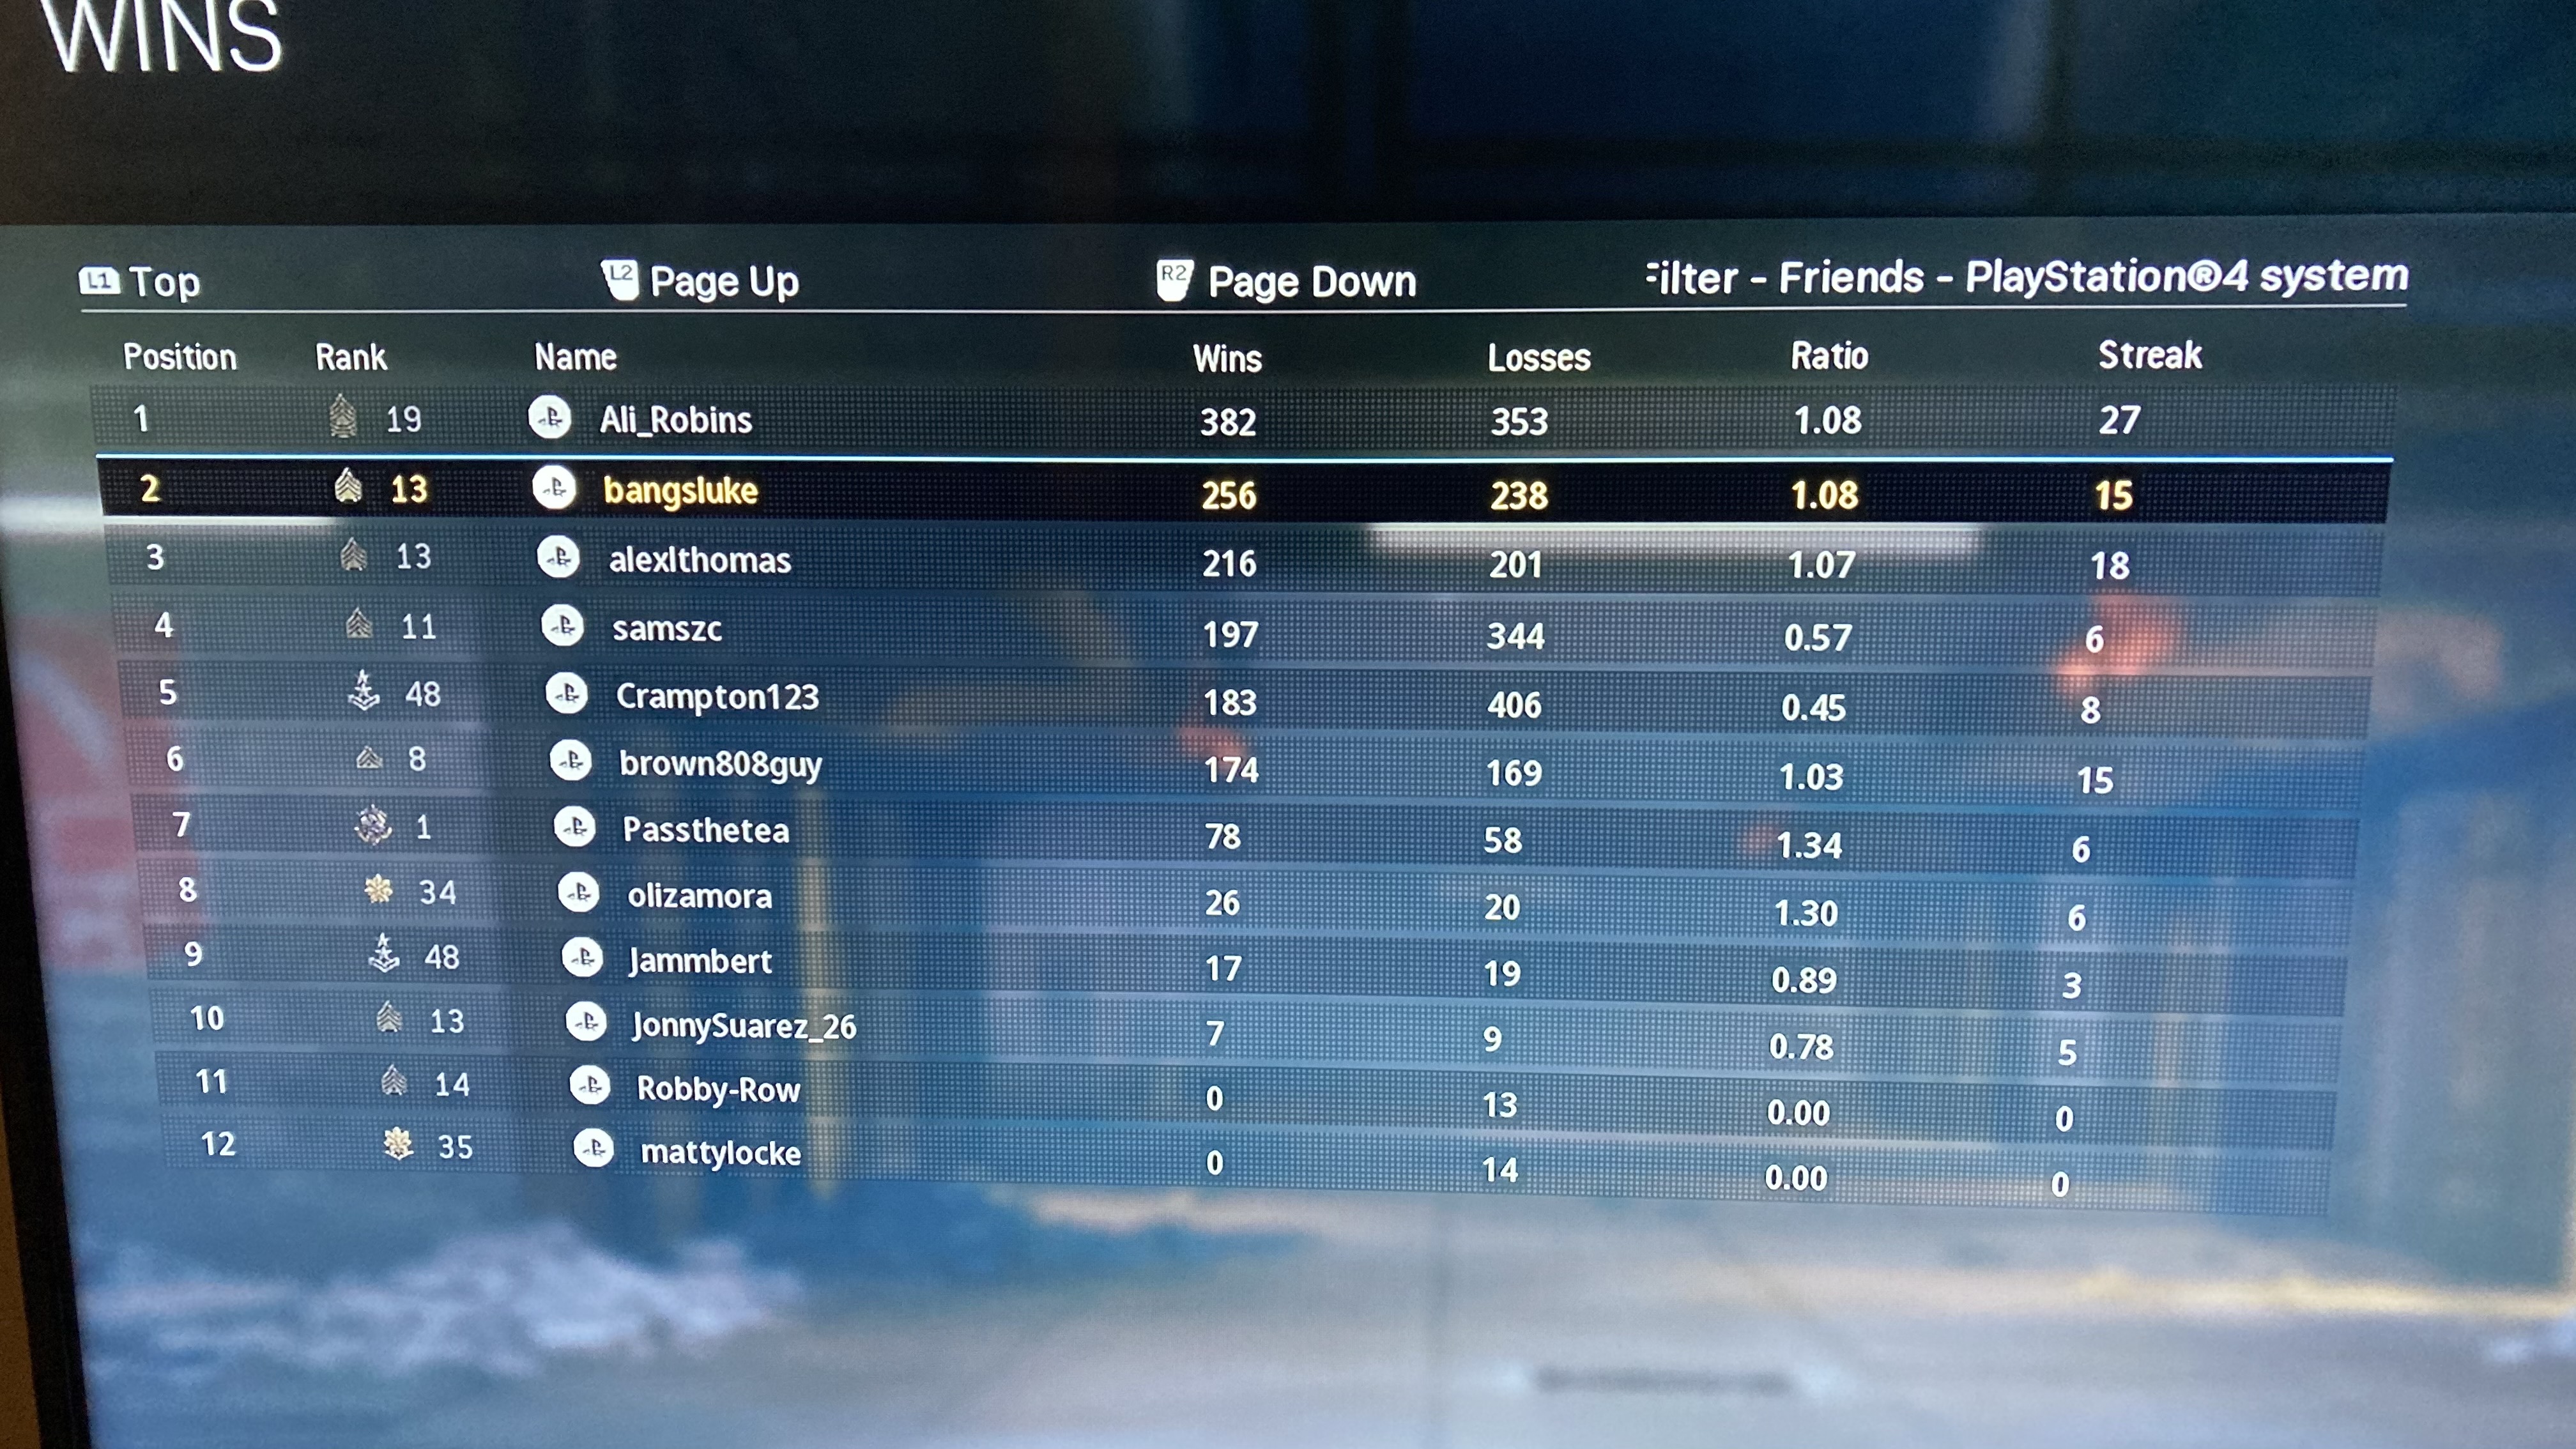 WINS
L1 Top L2 Page Up R2 Page Down Filter - Friends - PlayStation®4 system
Position Rank Name Wins Losses Ratio Streak
1 19 Ali_Robins 382 353 1.08 27
2 13 bangsluke 256 238 1.08 15
3 13 alexlthomas 216 201 1.07 18
4 11 samszc 197 344 0.57 6
5 48 Crampton123 183 406 0.45 8
6 8 brown808guy 174 169 1.03 15
7 1 Passthetea 78 58 1.34 6
8 34 olizamora 26 20 1.30 6
9 48 Jammbert 17 19 0.89 3
10 13 JonnySuarez_26 7 9 0.78 5
11 14 Robby-Row 0 13 0.00 0
12 35 mattylocke 0 14 0.00 0